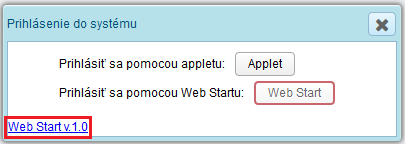 Prihlásenie do systému
Prihlásiť sa pomocou appletu: Applet
Prihlásiť sa pomocou Web Startu: Web Start
Web Start v.1.0